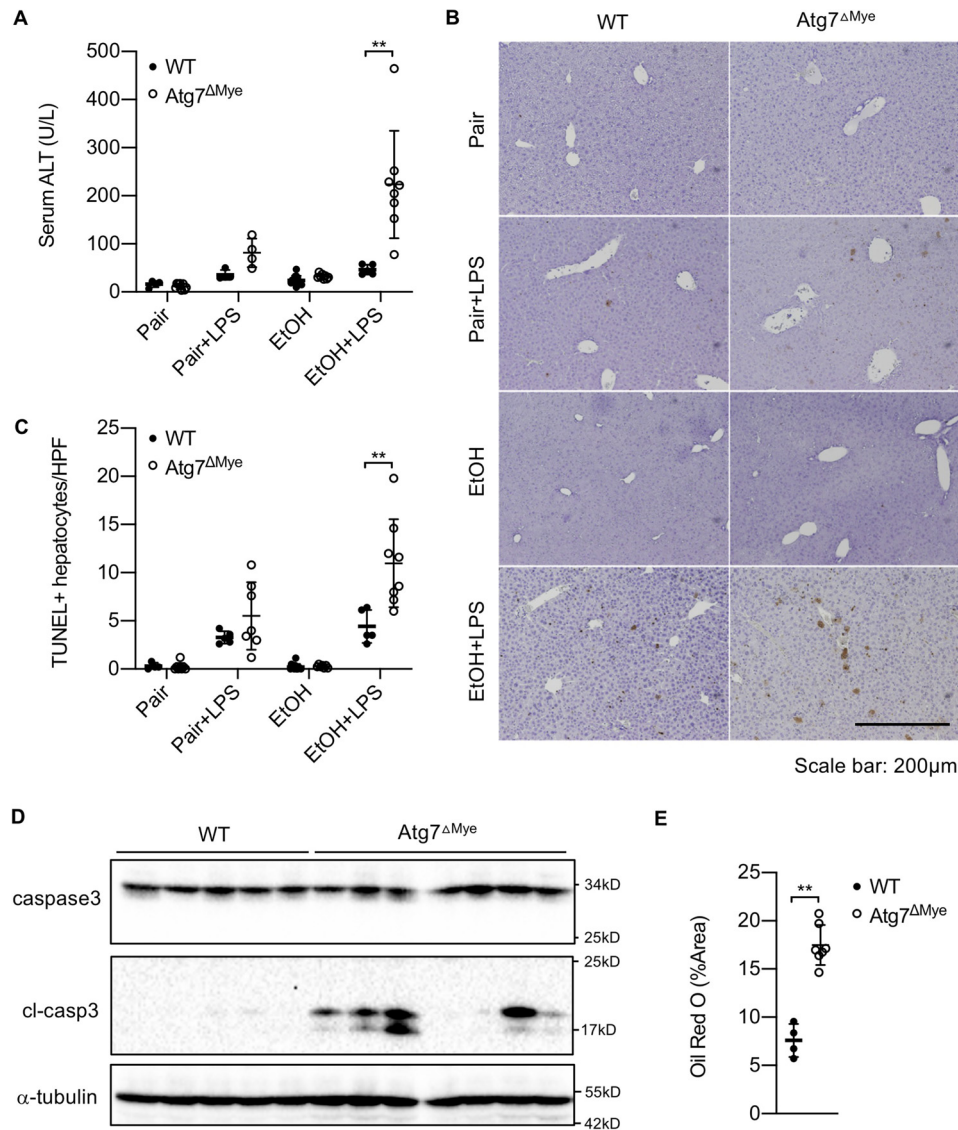 A
500
400
300
200
100
0
Serum ALT (U/L)
WT
Atg7ΔMye
**
Pair
Pair+LPS
EtOH
EtOH+LPS
B
WT
Atg7ΔMye
Pair
Pair+LPS
EtOH
EtOH+LPS
Scale bar: 200µm
C
25
20
15
10
5
0
TUNEL+ hepatocytes/HPF
WT
Atg7ΔMye
**
Pair
Pair+LPS
EtOH
EtOH+LPS
D
WT
Atg7ΔMye
caspase3
34kD
25kD
cl-casp3
25kD
17kD
α-tubulin
55kD
42kD
E
25
20
15
10
5
0
Oil Red O (%Area)
**
WT
Atg7ΔMye